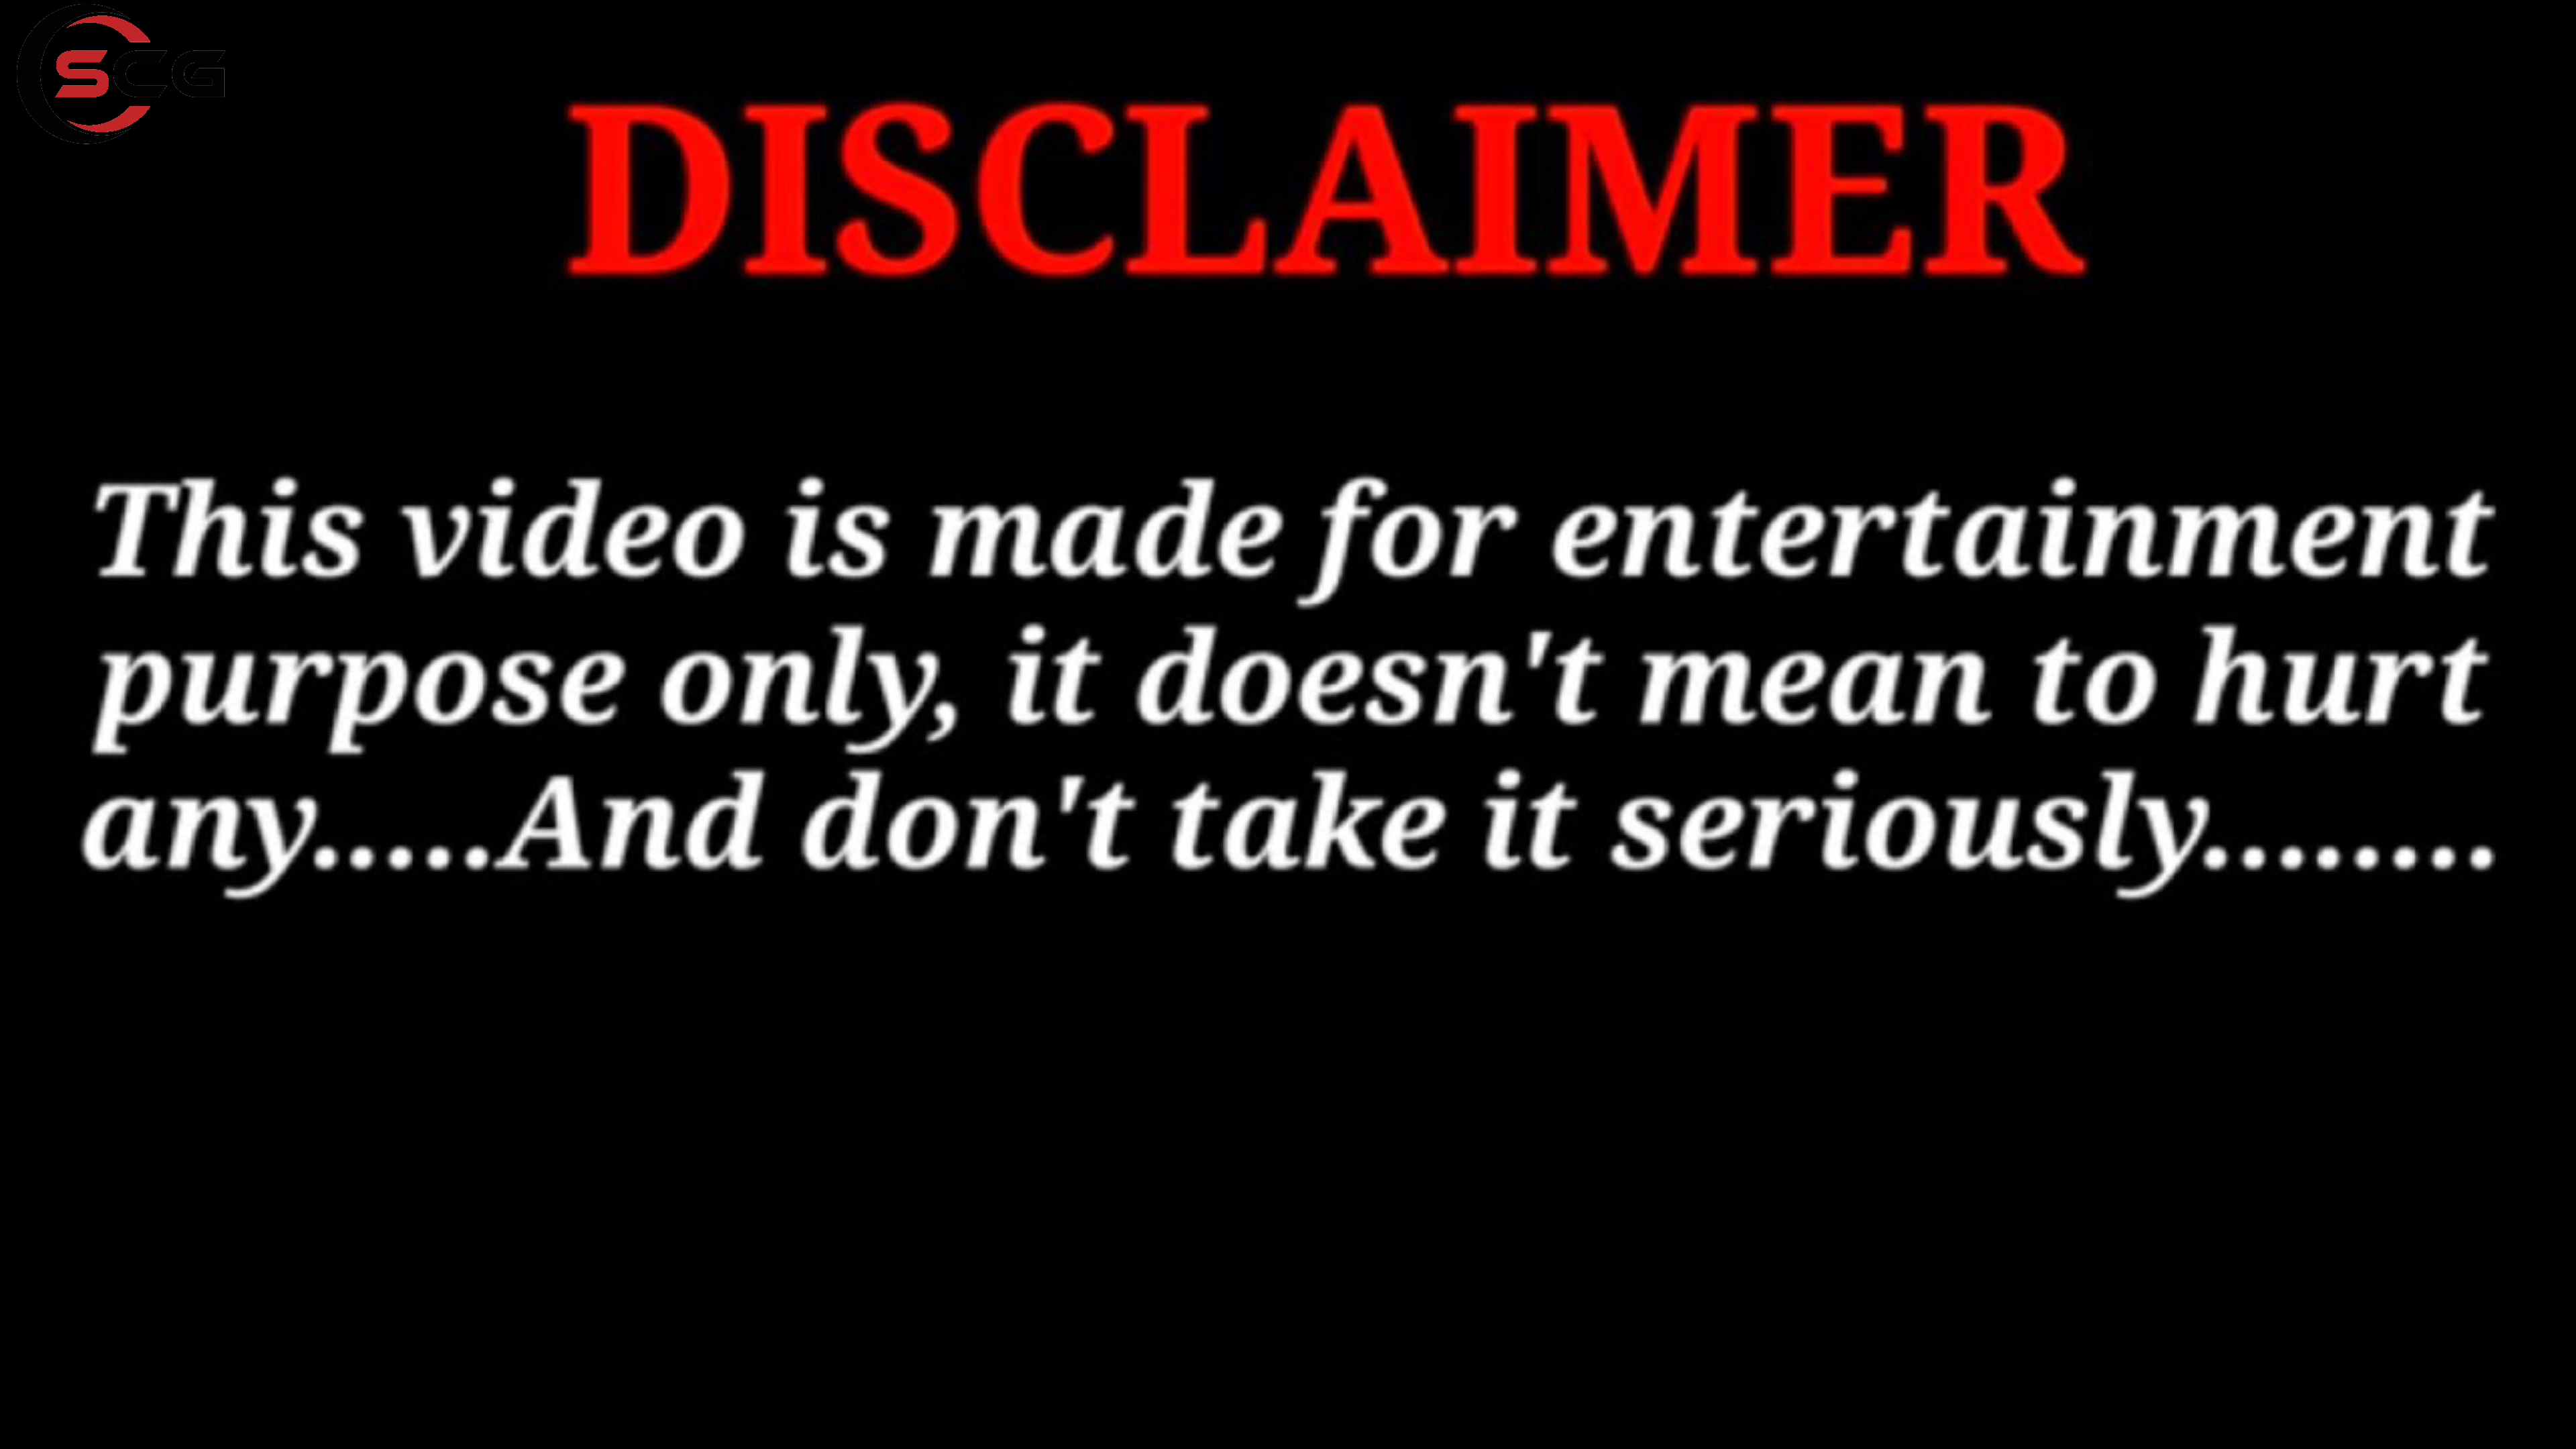 SCG
DISCLAIMER
This video is made for entertainment
purpose only, it doesn't mean to hurt
any.....And don't take it seriously........